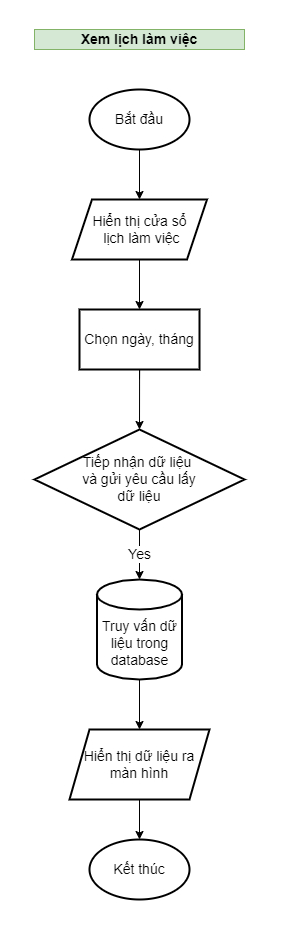 Xem lịch làm việc
Bắt đầu
Hiển thị cửa sổ
lịch làm việc
Chọn ngày, tháng
Tiếp nhận dữ liệu
và gửi yêu cầu lấy
dữ liệu
Yes
Truy vấn dữ
liệu trong
database
Hiển thị dữ liệu ra
màn hình
Kết thúc